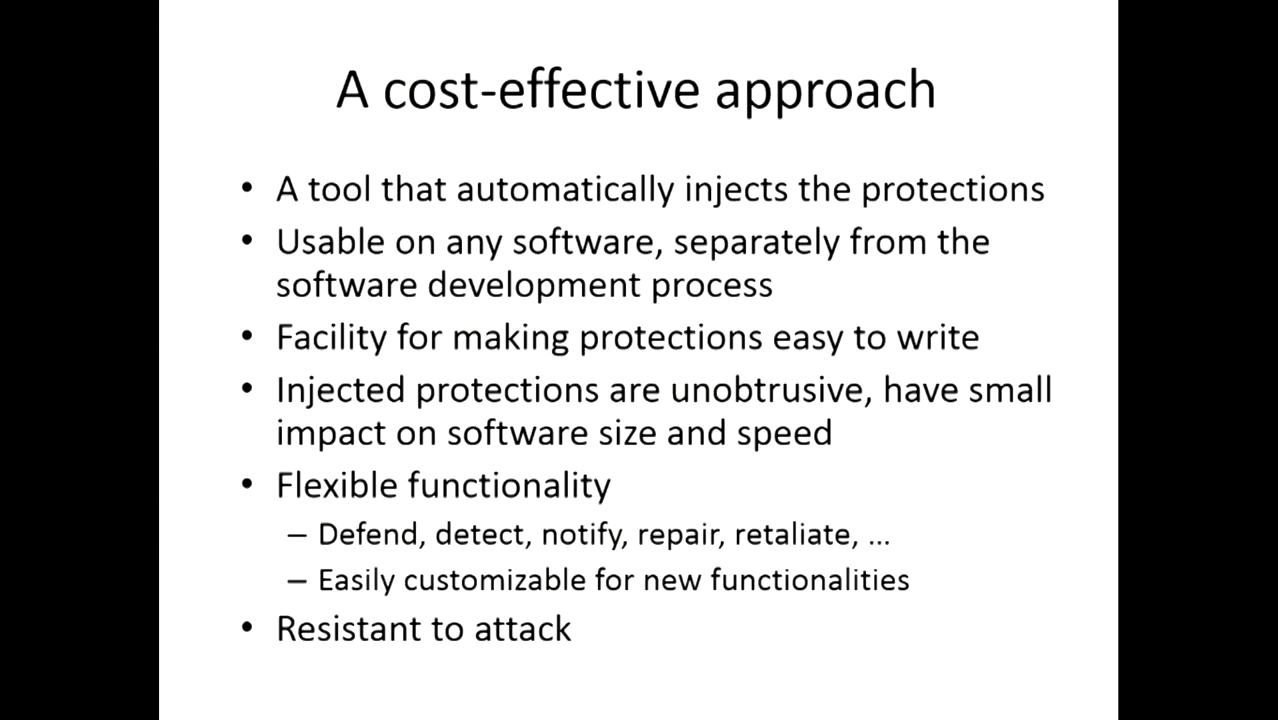 A cost-effective approach
• A tool that automatically injects the protections
• Usable on any software, separately from the
software development process
• Facility for making protections easy to write
• Injected protections are unobtrusive, have small
impact on software size and speed
• Flexible functionality
– Defend, detect, notify, repair, retaliate, ...
– Easily customizable for new functionalities
• Resistant to attack